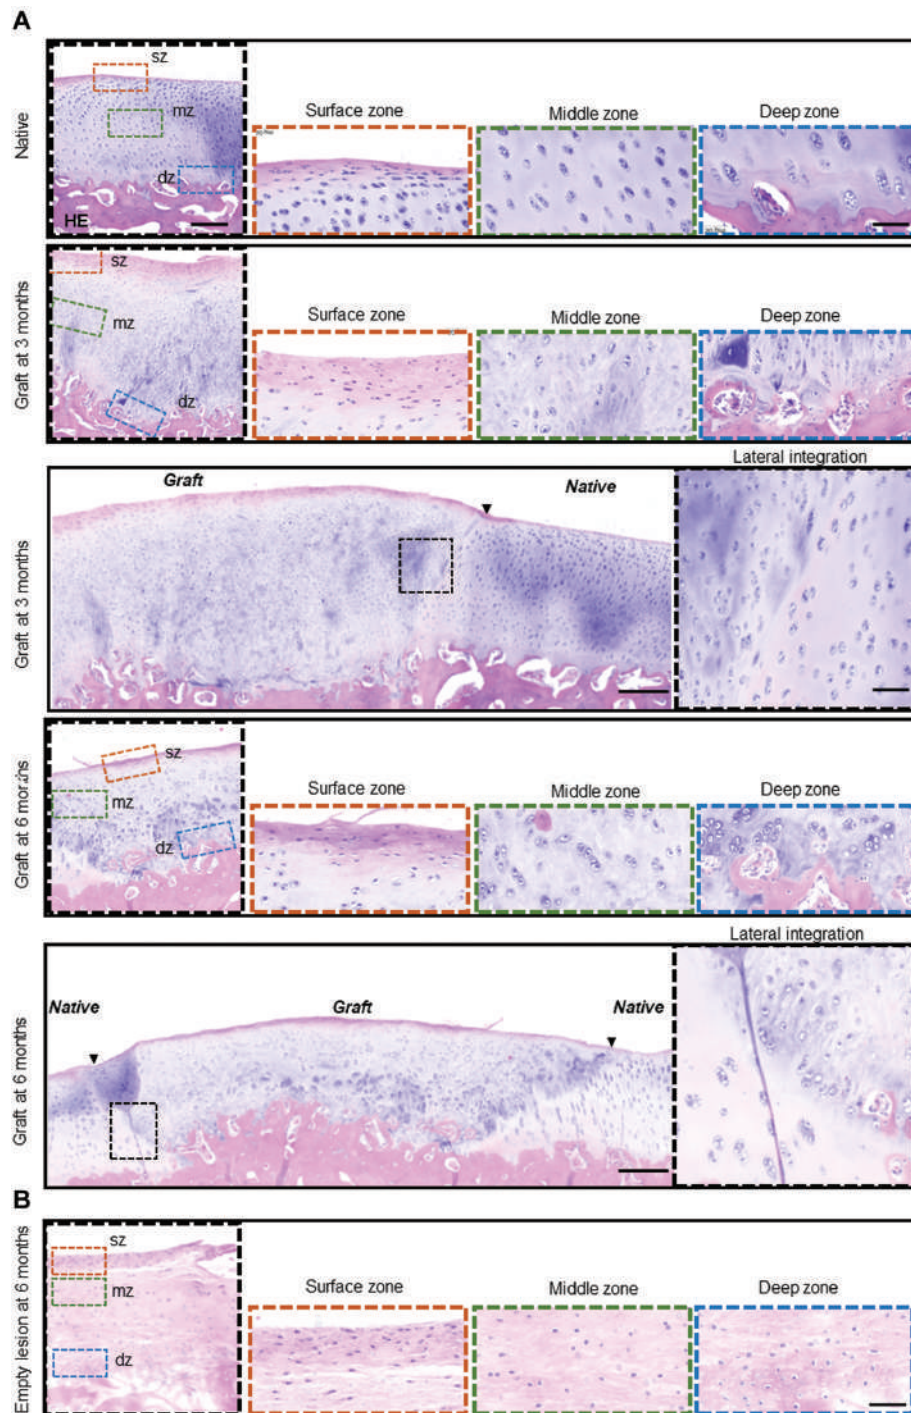 A
Native
sz
mz
dz
HE
Surface zone
Middle zone
Deep zone
Graft at 3 months
sz
mz
dz
Surface zone
Middle zone
Deep zone
Graft at 3 months
Graft
Native
Lateral integration
Graft at 6 months
sz
mz
dz
Surface zone
Middle zone
Deep zone
Graft at 6 months
Native
Graft
Native
Lateral integration
B
Empty lesion at 6 months
sz
mz
dz
Surface zone
Middle zone
Deep zone